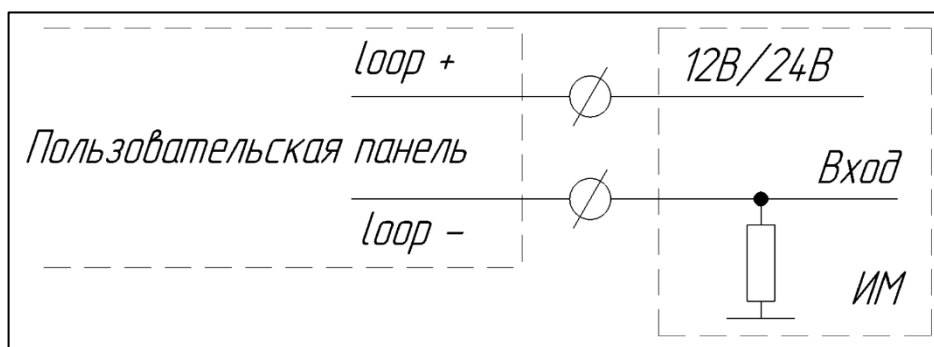 loop +
12В/24В
Пользовательская панель
Вход
loop -
ИМ